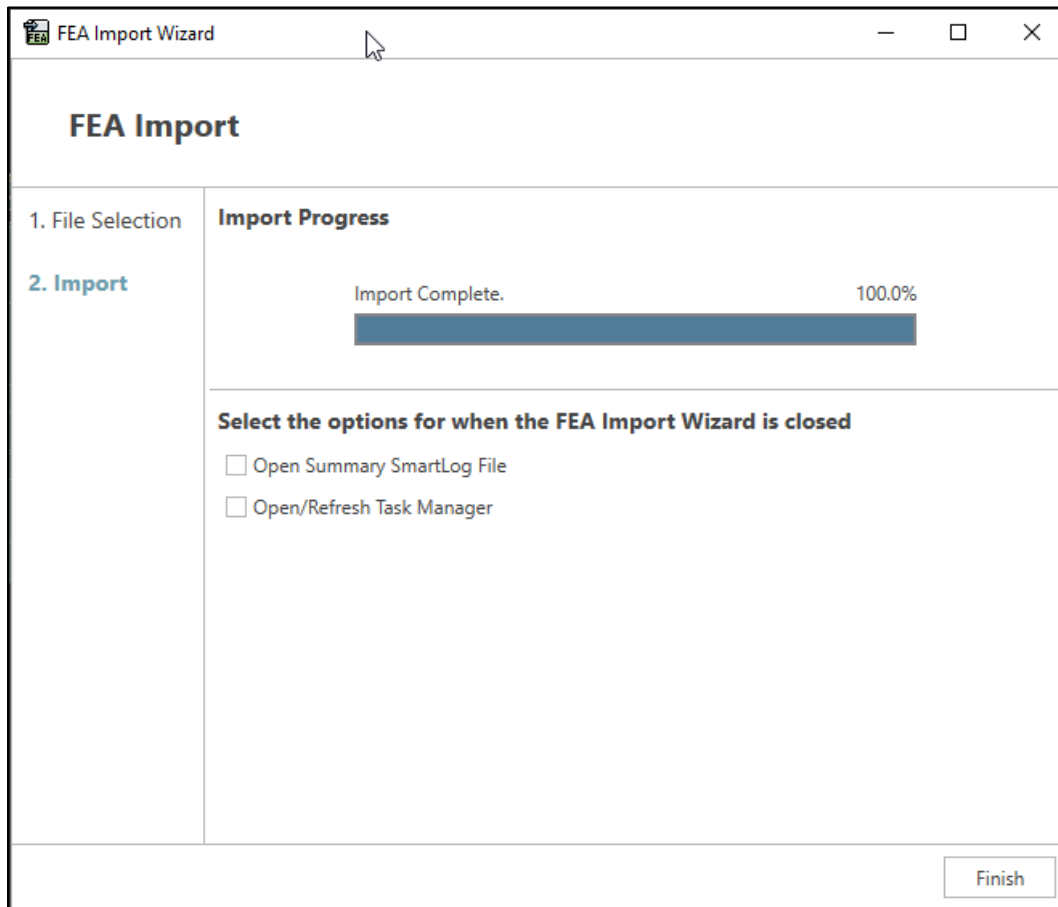 FEA
FEA Import Wizard
FEA Import
1. File Selection
2. Import
Import Progress
Import Complete. 100.0%
Select the options for when the FEA Import Wizard is closed
Open Summary SmartLog File
Open/Refresh Task Manager
Finish